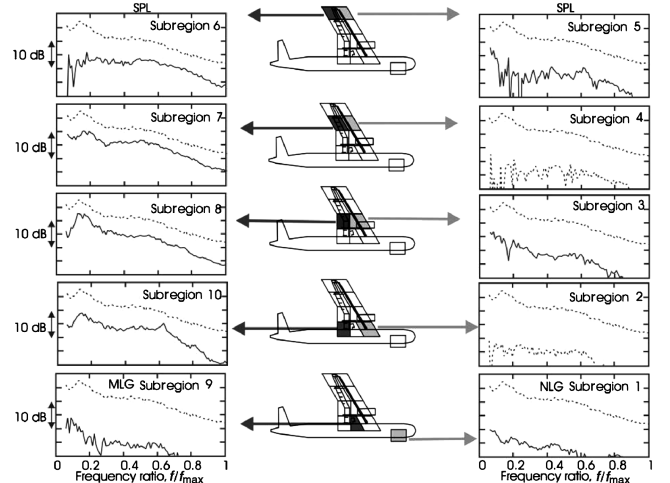 SPL
SPL
Subregion 6
Subregion 5
10 dB
Subregion 7
Subregion 4
10 dB
Subregion 8
Subregion 3
10 dB
Subregion 10
Subregion 2
10 dB
MLG Subregion 9
NLG Subregion 1
10 dB
0 0.2 0.4 0.6 0.8 1
0 0.2 0.4 0.6 0.8 1
Frequency ratio, f/fmax
Frequency ratio, f/fmax